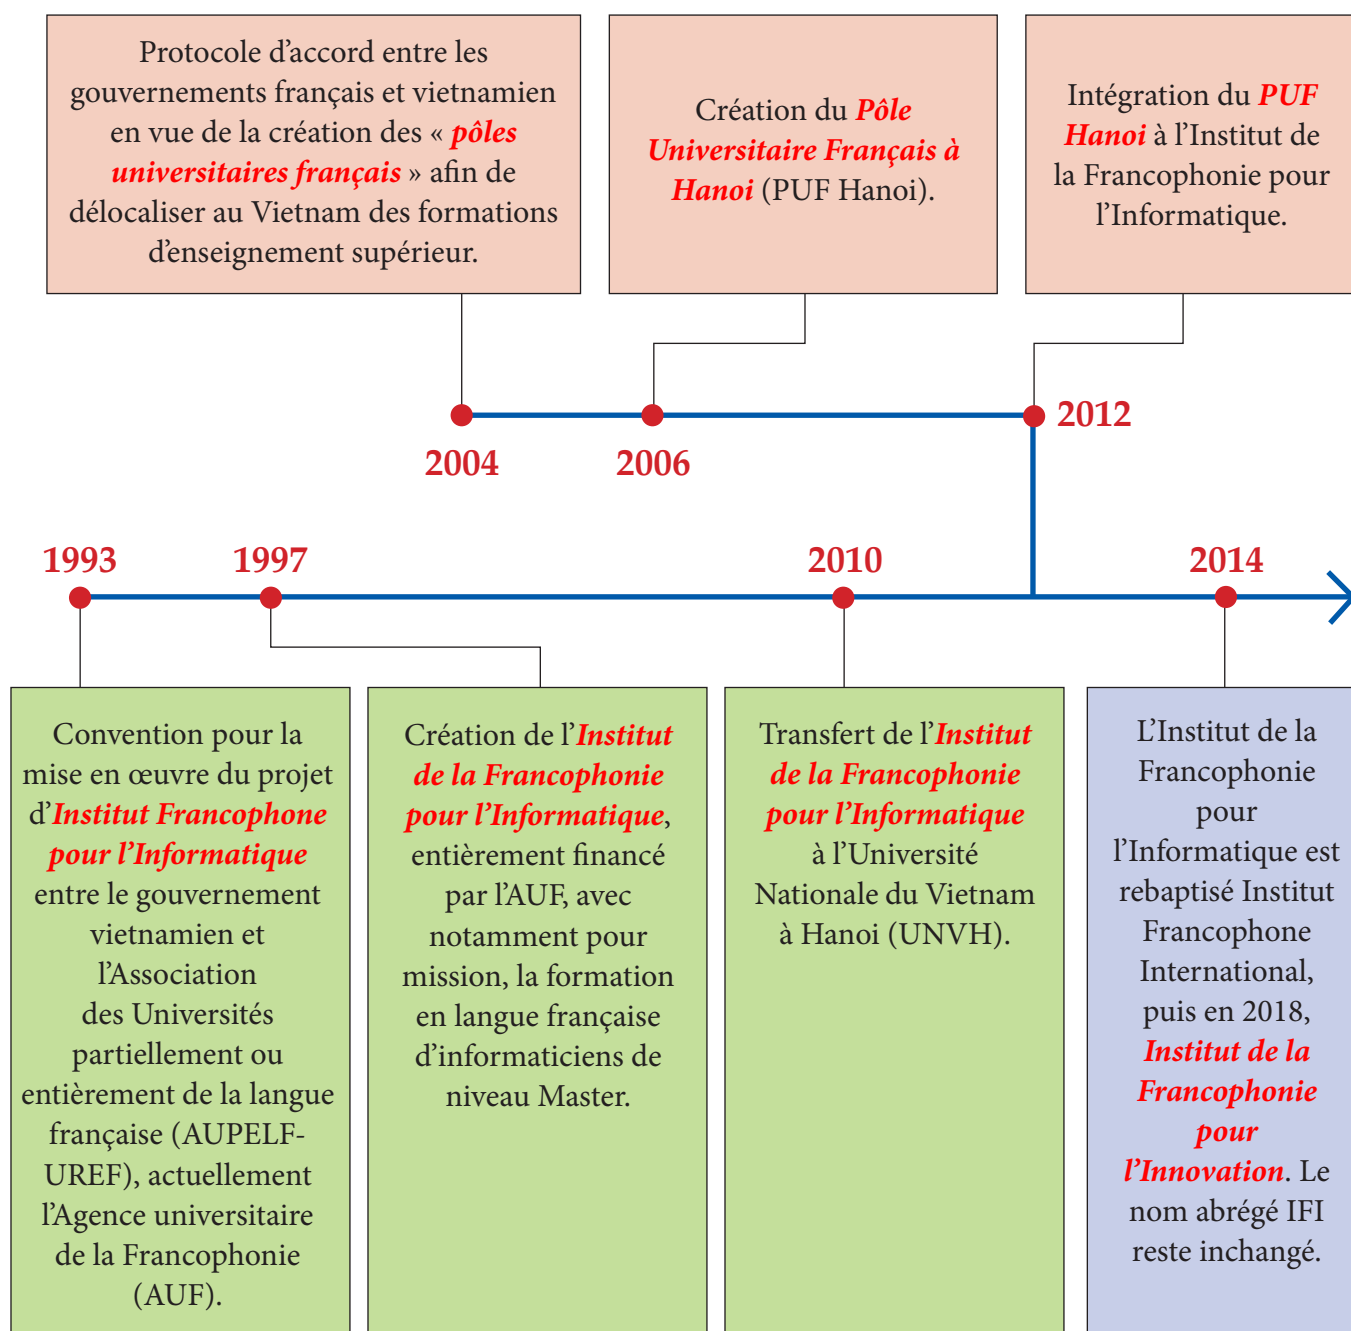 Protocole d’accord entre les
gouvernements français et vietnamien
en vue de la création des « pôles
universitaires français » afin de
délocaliser au Vietnam des formations
d’enseignement supérieur.
Création du Pôle
Universitaire Français à
Hanoi (PUF Hanoi).
Intégration du PUF
Hanoi à l’Institut de
la Francophonie pour
l’Informatique.
2004
2006
2012
1993
1997
2010
2014
Convention pour la
mise en œuvre du projet
d’Institut Francophone
pour l’Informatique
entre le gouvernement
vietnamien et
l’Association
des Universités
partiellement ou
entièrement de la langue
française (AUPELF-
UREF), actuellement
l’Agence universitaire
de la Francophonie
(AUF).
Création de l’Institut
de la Francophonie
pour l’Informatique,
entièrement financé
par l’AUF, avec
notamment pour
mission, la formation
en langue française
d’informaticiens de
niveau Master.
Transfert de l’Institut
de la Francophonie
pour l’Informatique
à l’Université
Nationale du Vietnam
à Hanoi (UNVH).
L’Institut de la
Francophonie
pour
l’Informatique est
rebaptisé Institut
Francophone
International,
puis en 2018,
Institut de la
Francophonie
pour
l’Innovation. Le
nom abrégé IFI
reste inchangé.